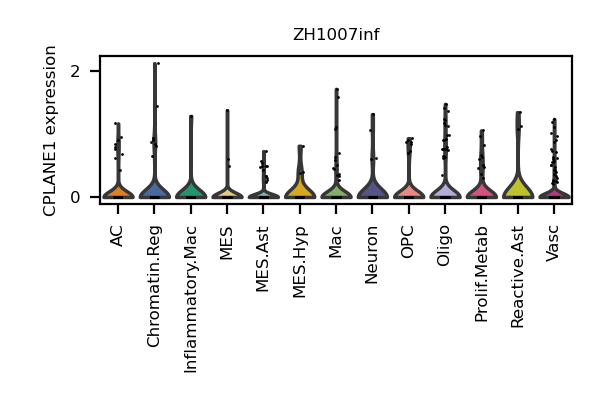 ZH1007inf
CPLANE1 expression
2
0
AC
Chromatin.Reg
Inflammatory.Mac
MES
MES.Ast
MES.Hyp
Mac
Neuron
OPC
Oligo
Prolif.Metab
Reactive.Ast
Vasc